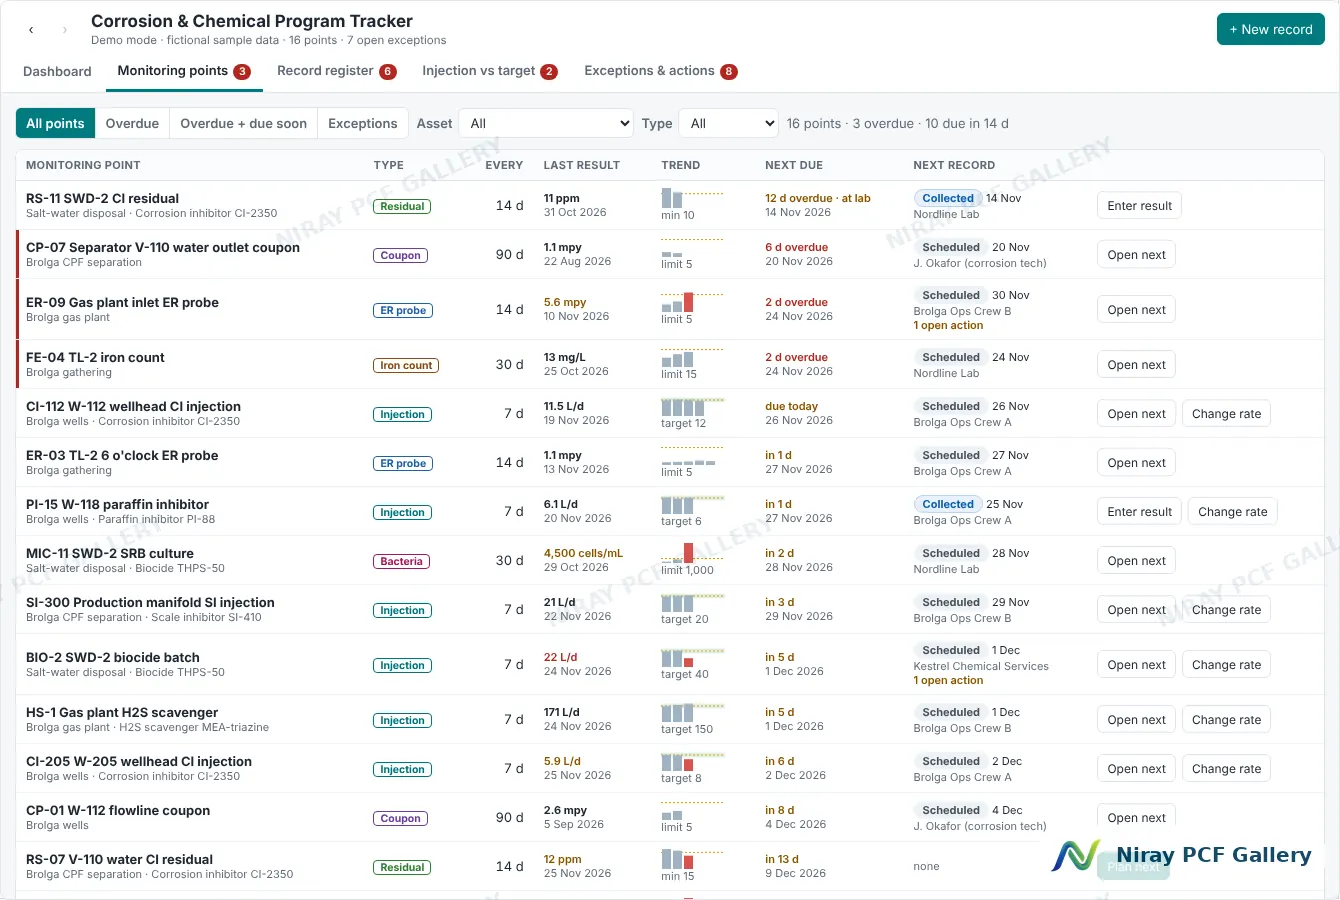 Corrosion & Chemical Program Tracker
Demo mode · fictional sample data · 16 points · 7 open exceptions
+ New record
Dashboard
Monitoring points 3
Record register 6
Injection vs target 2
Exceptions & actions 8
All points
Overdue
Overdue + due soon
Exceptions
Asset All
Type All
16 points · 3 overdue · 10 due in 14 d
MONITORING POINT TYPE EVERY LAST RESULT TREND NEXT DUE NEXT RECORD
RS-11 SWD-2 CI residual
Salt-water disposal · Corrosion inhibitor CI-2350
Residual
14 d
11 ppm
31 Oct 2026
min 10
12 d overdue · at lab
14 Nov 2026
Collected 14 Nov
Nordline Lab
Enter result
CP-07 Separator V-110 water outlet coupon
Brolga CPF separation
Coupon
90 d
1.1 mpy
22 Aug 2026
limit 5
6 d overdue
20 Nov 2026
Scheduled 20 Nov
J. Okafor (corrosion tech)
Open next
ER-09 Gas plant inlet ER probe
Brolga gas plant
ER probe
14 d
5.6 mpy
10 Nov 2026
limit 5
2 d overdue
24 Nov 2026
Scheduled 30 Nov
Brolga Ops Crew B
1 open action
Open next
FE-04 TL-2 iron count
Brolga gathering
Iron count
30 d
13 mg/L
25 Oct 2026
limit 15
2 d overdue
24 Nov 2026
Scheduled 24 Nov
Nordline Lab
Open next
CI-112 W-112 wellhead CI injection
Brolga wells · Corrosion inhibitor CI-2350
Injection
7 d
11.5 L/d
19 Nov 2026
target 12
due today
26 Nov 2026
Scheduled 26 Nov
Brolga Ops Crew A
Open next
Change rate
ER-03 TL-2 6 o'clock ER probe
Brolga gathering
ER probe
14 d
1.1 mpy
13 Nov 2026
limit 5
in 1 d
27 Nov 2026
Scheduled 27 Nov
Brolga Ops Crew A
Open next
PI-15 W-118 paraffin inhibitor
Brolga wells · Paraffin inhibitor PI-88
Injection
7 d
6.1 L/d
20 Nov 2026
target 6
in 1 d
27 Nov 2026
Collected 25 Nov
Brolga Ops Crew A
Enter result
Change rate
MIC-11 SWD-2 SRB culture
Salt-water disposal · Biocide THPS-50
Bacteria
30 d
4,500 cells/mL
29 Oct 2026
limit 1,000
in 2 d
28 Nov 2026
Scheduled 28 Nov
Nordline Lab
Open next
SI-300 Production manifold SI injection
Brolga CPF separation · Scale inhibitor SI-410
Injection
7 d
21 L/d
22 Nov 2026
target 20
in 3 d
29 Nov 2026
Scheduled 29 Nov
Brolga Ops Crew B
Open next
Change rate
BIO-2 SWD-2 biocide batch
Salt-water disposal · Biocide THPS-50
Injection
7 d
22 L/d
24 Nov 2026
target 40
in 5 d
1 Dec 2026
Scheduled 1 Dec
Kestrel Chemical Services
1 open action
Open next
Change rate
HS-1 Gas plant H2S scavenger
Brolga gas plant · H2S scavenger MEA-triazine
Injection
7 d
171 L/d
24 Nov 2026
target 150
in 5 d
1 Dec 2026
Scheduled 1 Dec
Brolga Ops Crew B
Open next
Change rate
CI-205 W-205 wellhead CI injection
Brolga wells · Corrosion inhibitor CI-2350
Injection
7 d
5.9 L/d
25 Nov 2026
target 8
in 6 d
2 Dec 2026
Scheduled 2 Dec
Brolga Ops Crew A
Open next
Change rate
CP-01 W-112 flowline coupon
Brolga wells
Coupon
90 d
2.6 mpy
5 Sep 2026
limit 5
in 8 d
4 Dec 2026
Scheduled 4 Dec
J. Okafor (corrosion tech)
Open next
RS-07 V-110 water CI residual
Brolga CPF separation · Corrosion inhibitor CI-2350
Residual
14 d
12 ppm
25 Nov 2026
min 15
in 13 d
9 Dec 2026
none
Plan next
Niray PCF Gallery
NIRAY PCF GALLERY
NIRAY PCF GALLERY
NIRAY PCF GALLERY